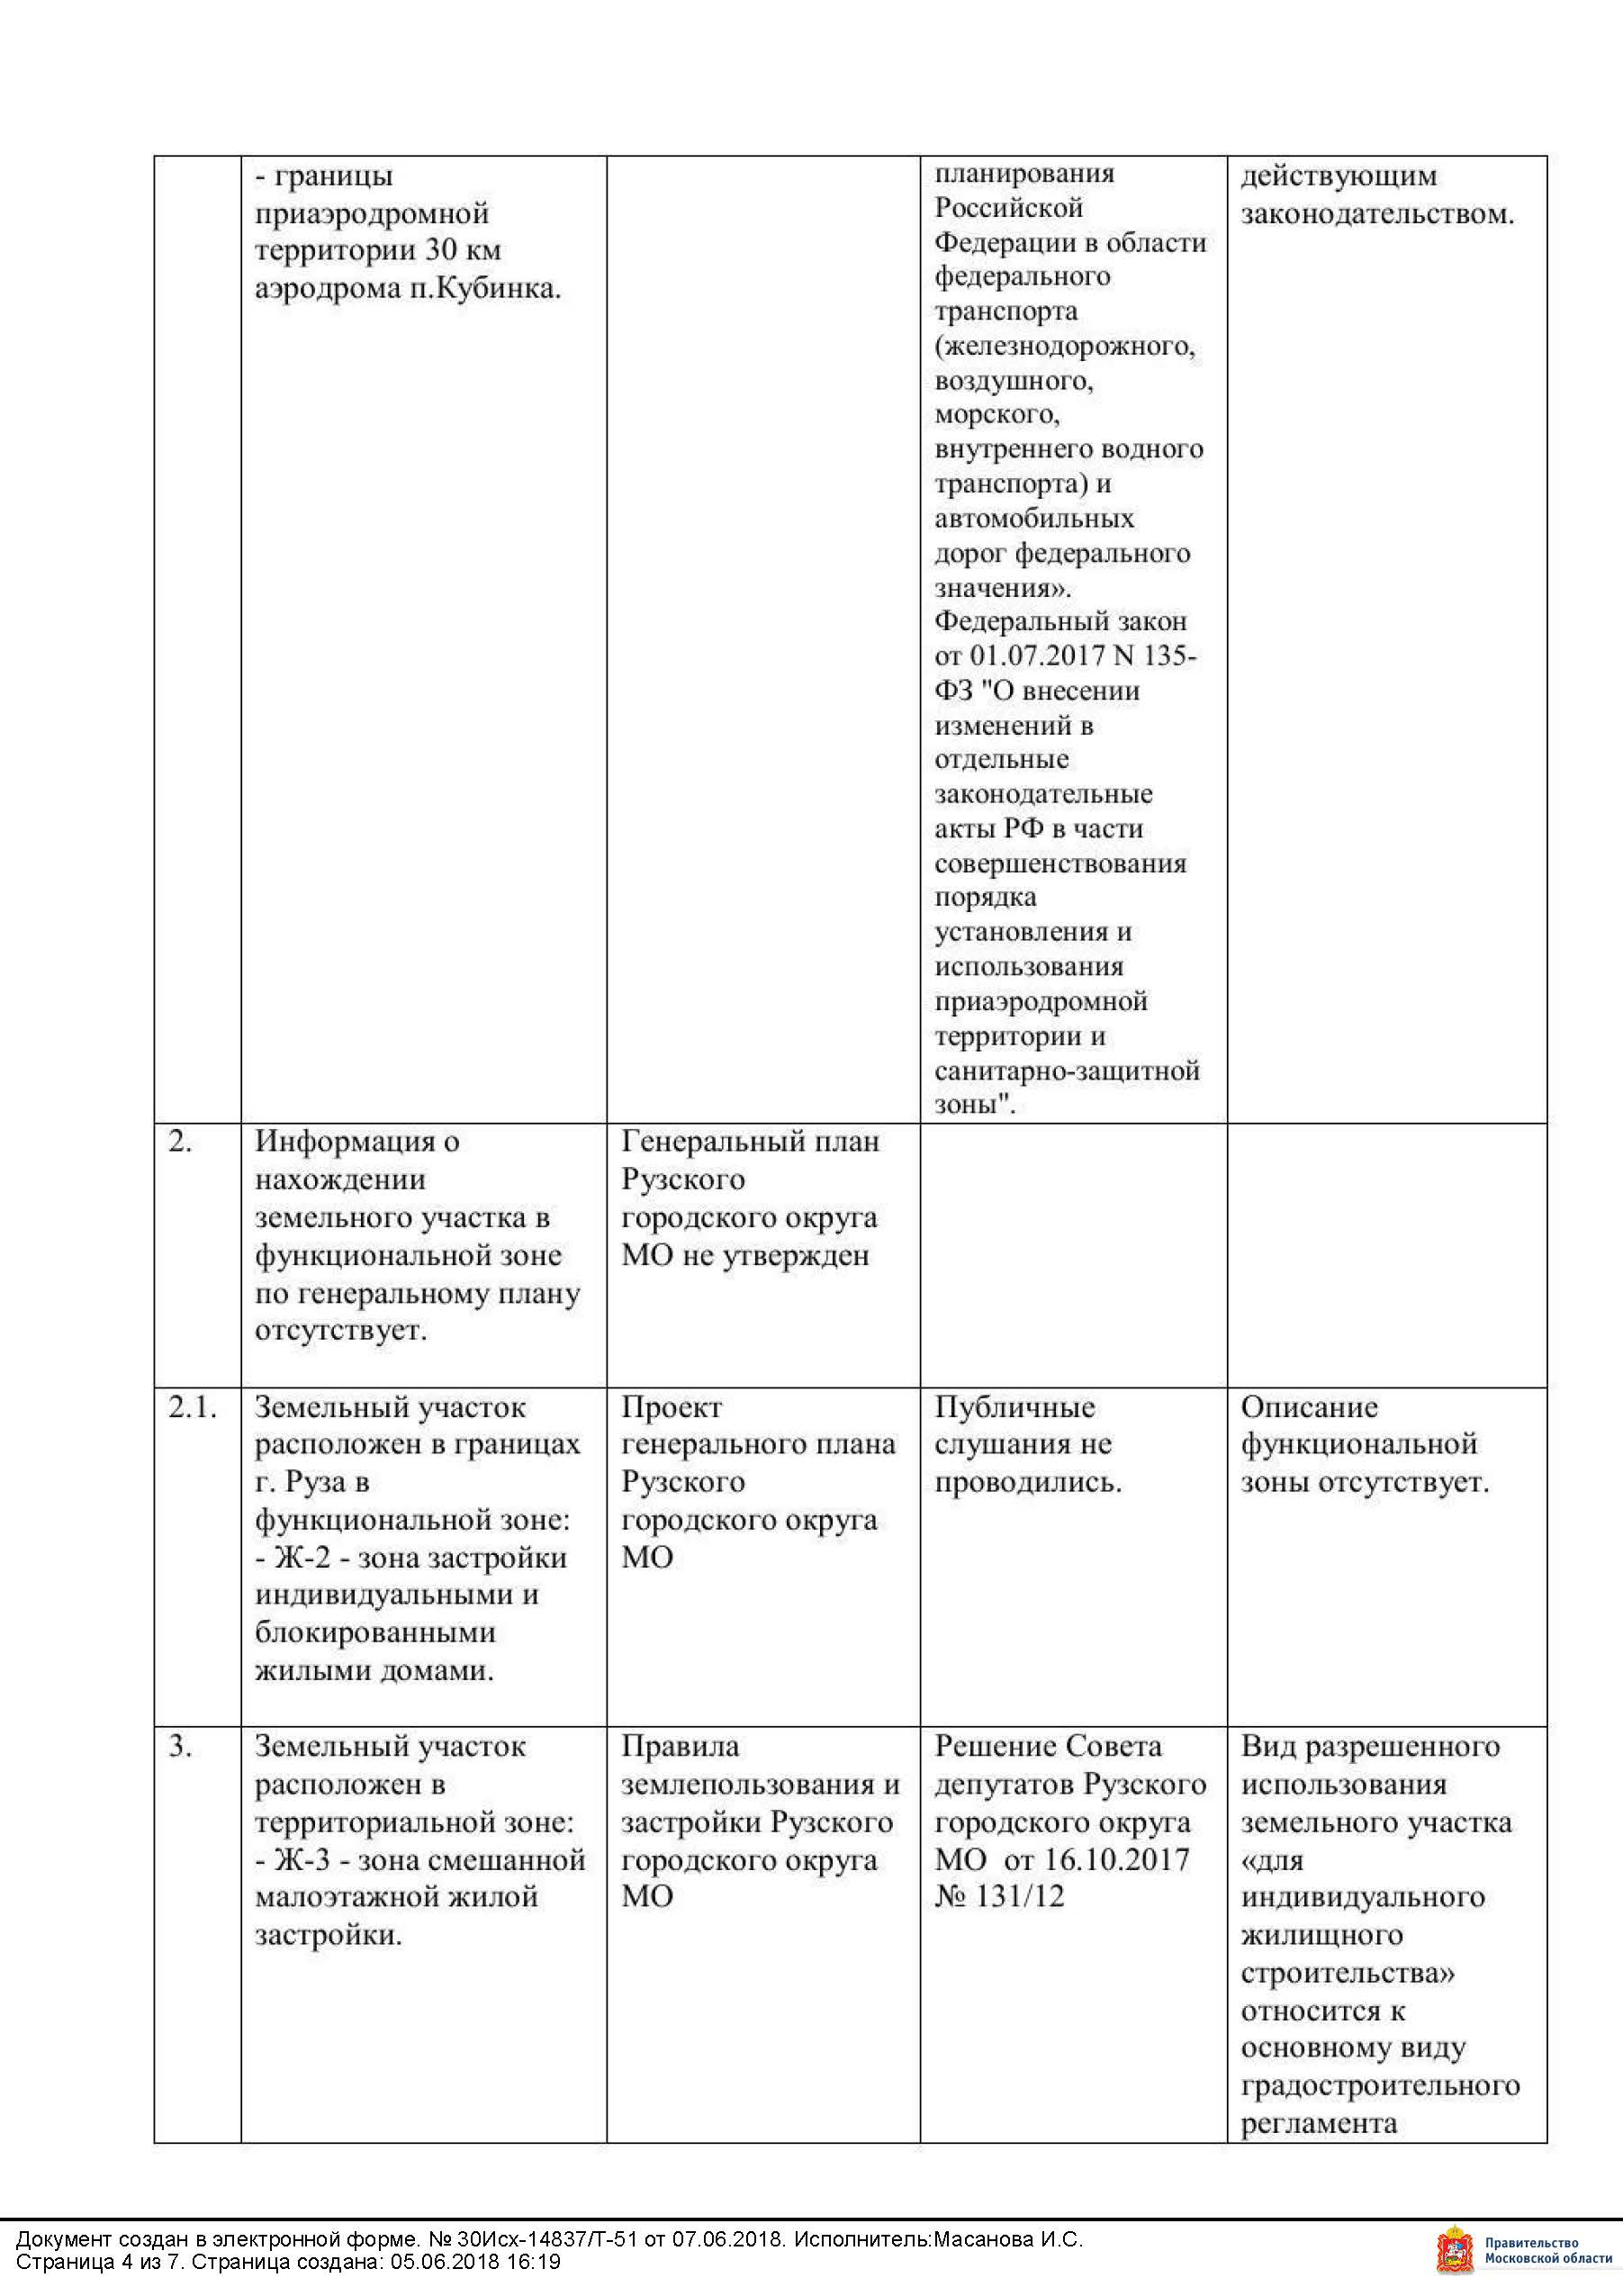 - границы
приаэродромной
территории 30 км
аэродрома п.Кубинка.
планирования
Российской
Федерации в области
федерального
транспорта
(железнодорожного,
воздушного,
морского,
внутреннего водного
транспорта) и
автомобильных
дорог федерального
значения».
Федеральный закон
от 01.07.2017 N 135-
ФЗ "О внесении
изменений в
отдельные
законодательные
акты РФ в части
совершенствования
порядка
установления и
использования
приаэродромной
территории и
санитарно-защитной
зоны".
действующим
законодательством.
2.
Информация о
нахождении
земельного участка в
функциональной зоне
по генеральному плану
отсутствует.
Генеральный план
Рузского
городского округа
МО не утвержден
2.1.
Земельный участок
расположен в границах
г. Руза в
функциональной зоне:
- Ж-2 - зона застройки
индивидуальными и
блокированными
жилыми домами.
Проект
генерального плана
Рузского
городского округа
МО
Публичные
слушания не
проводились.
Описание
функциональной
зоны отсутствует.
3.
Земельный участок
расположен в
территориальной зоне:
- Ж-3 - зона смешанной
малоэтажной жилой
застройки.
Правила
землепользования и
застройки Рузского
городского округа
МО
Решение Совета
депутатов Рузского
городского округа
МО от 16.10.2017
№ 131/12
Вид разрешенного
использования
земельного участка
«для
индивидуального
жилищного
строительства»
относится к
основному виду
градостроительного
регламента
Документ создан в электронной форме. № 30Исх-14837/Т-51 от 07.06.2018. Исполнитель:Масанова И.С.
Страница 4 из 7. Страница создана: 05.06.2018 16:19
Правительство
Московской области